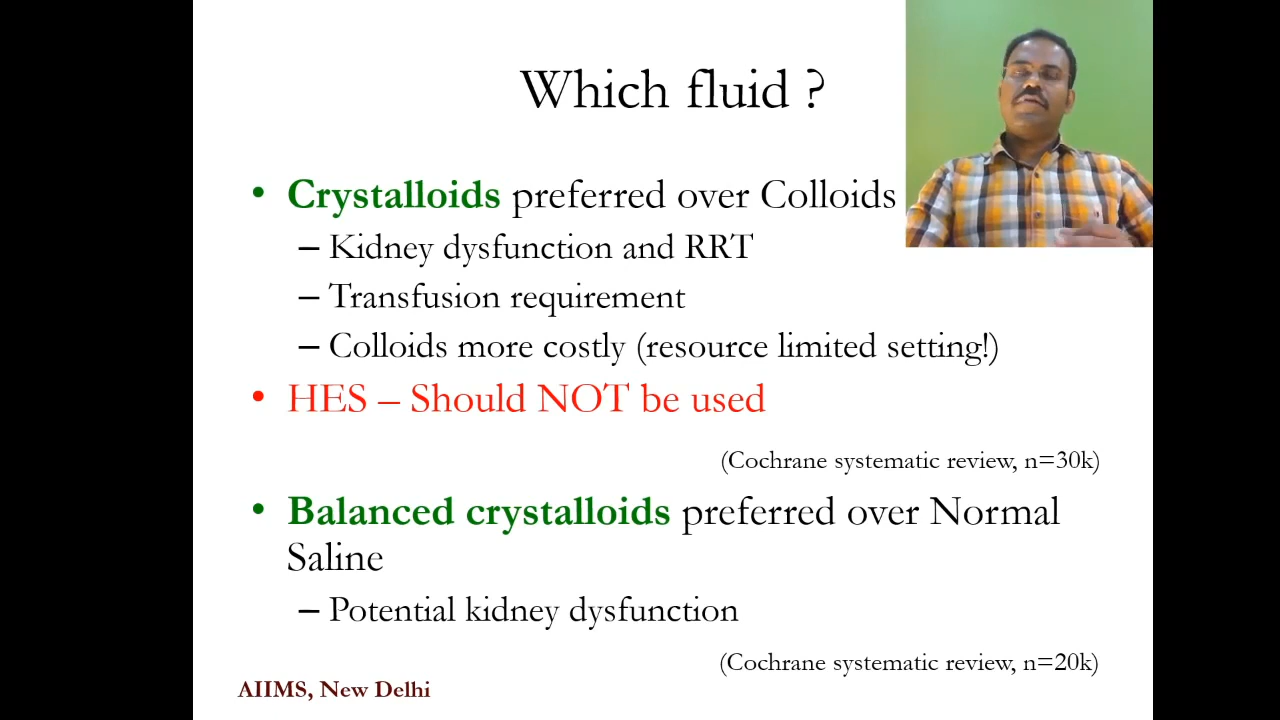 Which fluid ?
• Crystalloids preferred over Colloids
– Kidney dysfunction and RRT
– Transfusion requirement
– Colloids more costly (resource limited setting!)
• HES – Should NOT be used
(Cochrane systematic review, n=30k)
• Balanced crystalloids preferred over Normal
Saline
– Potential kidney dysfunction
(Cochrane systematic review, n=20k)
AIIMS, New Delhi